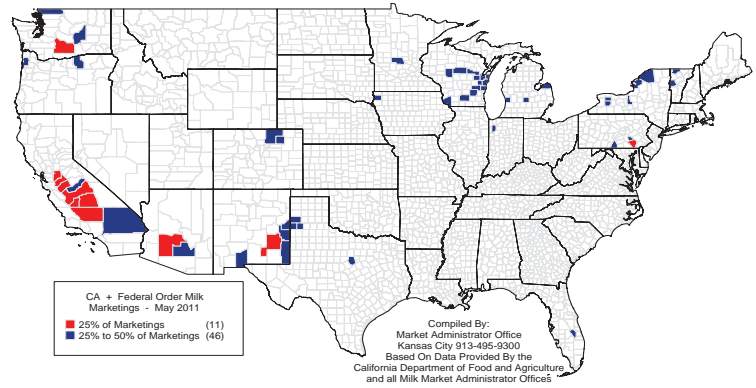 CA + Federal Order Milk
Marketings - May 2011
25% of Marketings (11)
25% to 50% of Marketings (46)
Compiled By:
Market Administrator Office
Kansas City 913-495-9300
Based On Data Provided By the
California Department of Food and Agriculture
and all Milk Market Administrator Offices